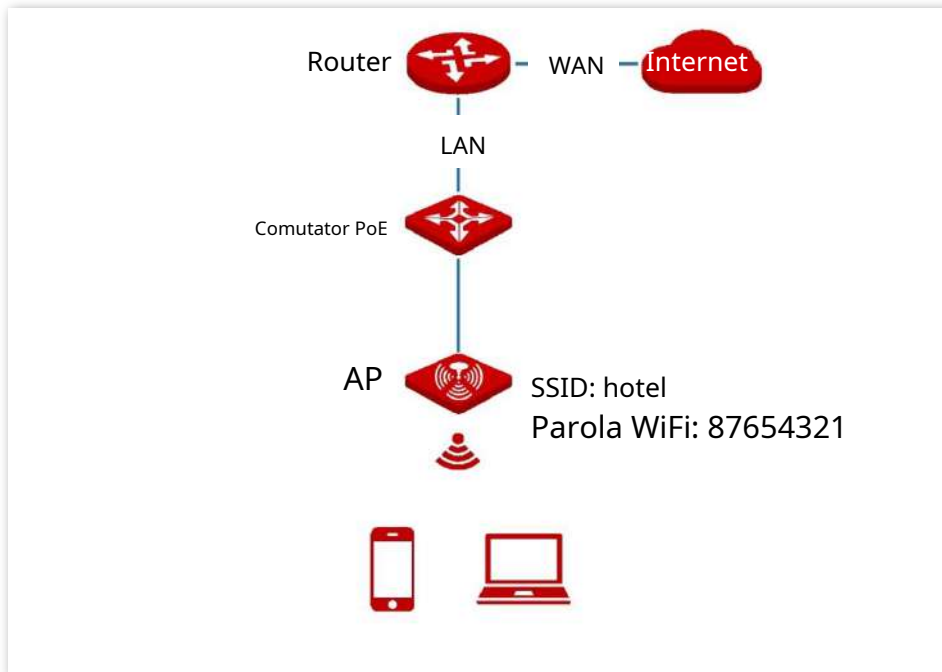 Router
WAN
Internet
LAN
Comutator PoE
AP
SSID: hotel
Parola WiFi: 87654321